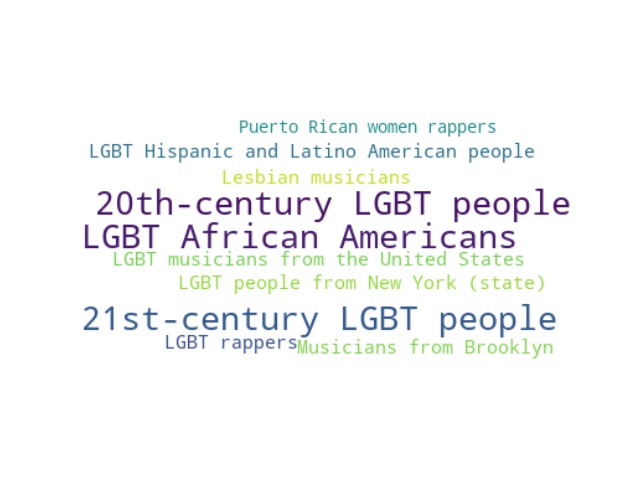 Puerto Rican women rappers
LGBT Hispanic and Latino American people
Lesbian musicians
20th-century LGBT people
LGBT African Americans
LGBT musicians from the United States
LGBT people from New York (state)
21st-century LGBT people
LGBT rappers
Musicians from Brooklyn